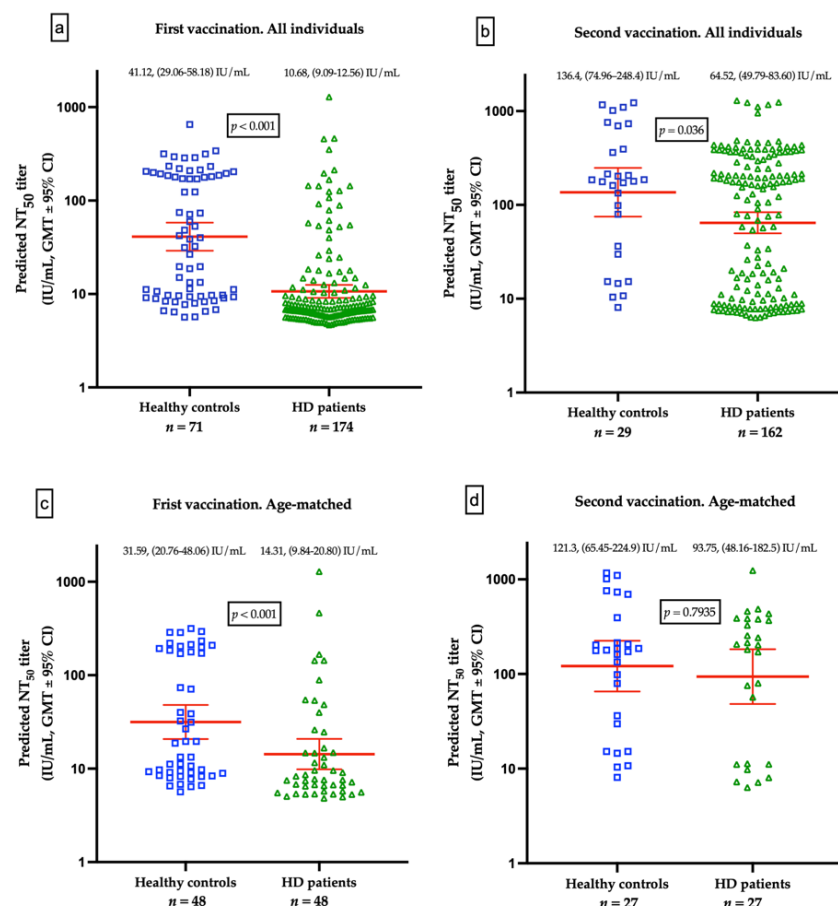 a
First vaccination. All individuals
41.12, (29.06-58.18) IU/mL
10.68, (9.09-12.56) IU/mL
p < 0.001
1000
100
10
1
Predicted NT50 titer
(IU/mL, GMT ± 95% CI)
Healthy controls
n = 71
HD patients
n = 174
b
Second vaccination. All individuals
136.4, (74.96–248.4) IU/mL
64.52, (49.79-83.60) IU/mL
p = 0.036
1000
100
10
1
Predicted NT50 titer
(IU/mL, GMT ± 95% CI)
Healthy controls
n = 29
HD patients
n = 162
c
Frist vaccination. Age-matched
31.59, (20.76-48.06) IU/mL
14.31, (9.84-20.80) IU/mL
p < 0.001
1000
100
10
1
Predicted NT50 titer
(IU/mL, GMT ± 95% CI)
Healthy controls
n = 48
HD patients
n = 48
d
Second vaccination. Age-matched
121.3, (65.45-224.9) IU/mL
93.75, (48.16-182.5) IU/mL
p = 0.7935
1000
100
10
1
Predicted NT50 titer
(IU/mL, GMT ± 95% CI)
Healthy controls
n = 27
HD patients
n = 27